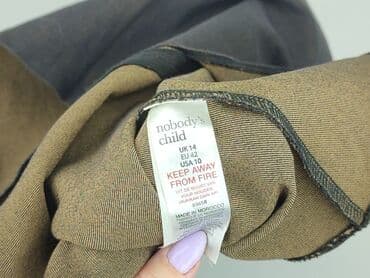 nobody's
child
UK 14
EU 42
USA 10
KEEP AWAY
FROM FIRE
MADE IN MOROCCO